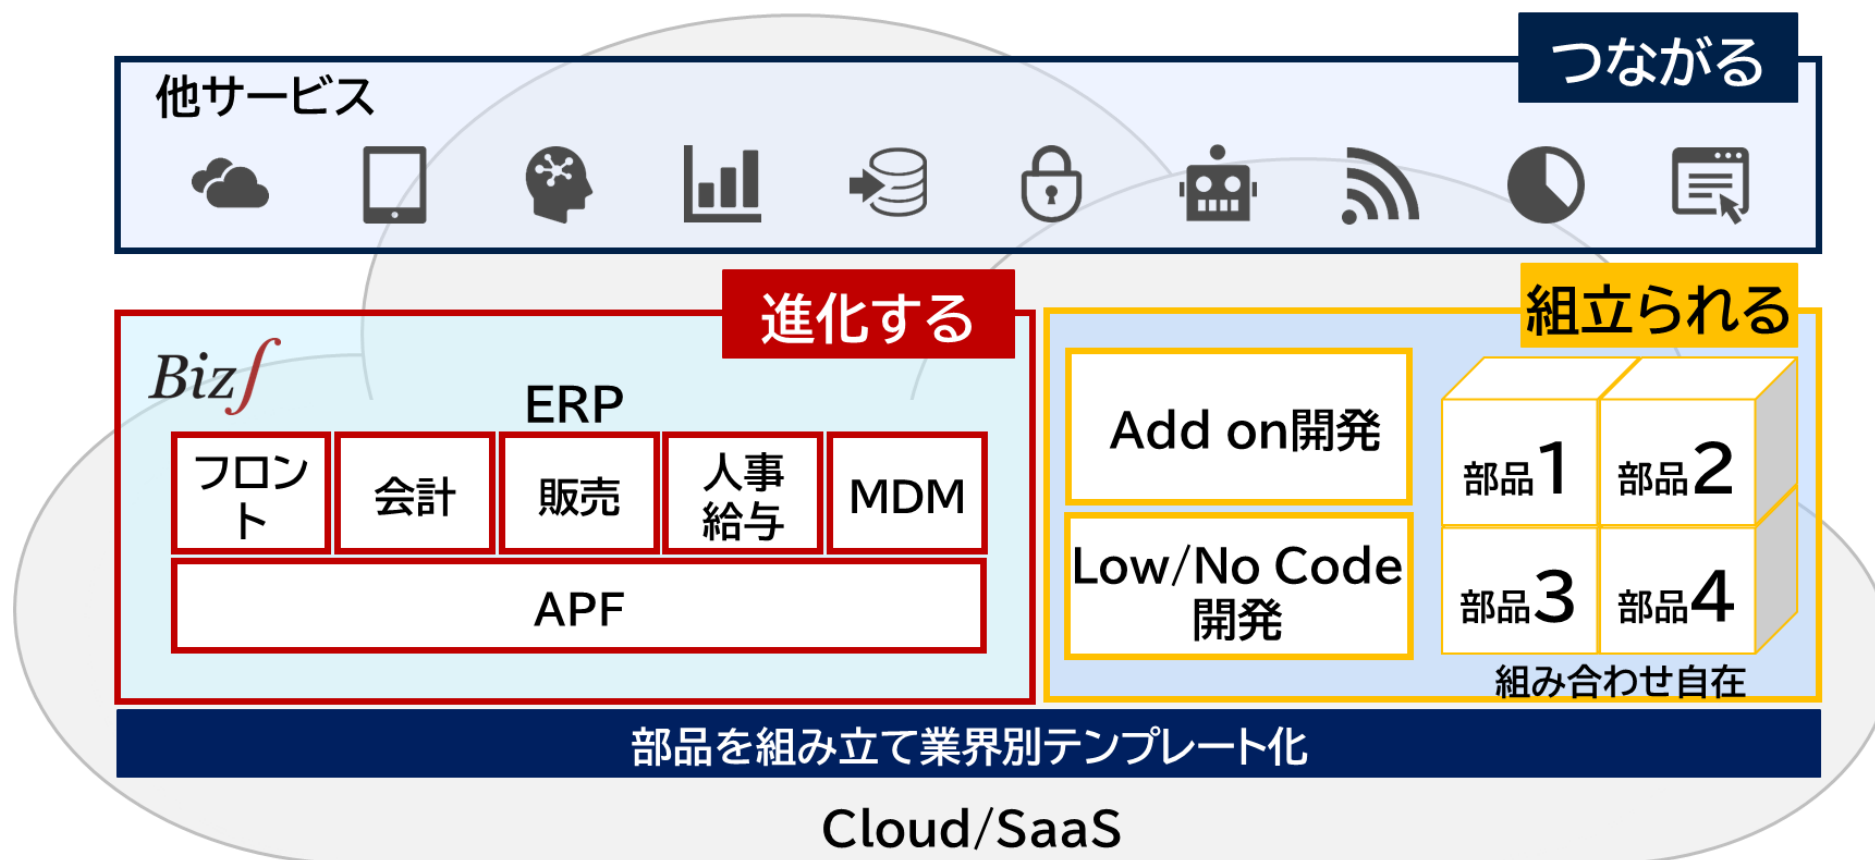 つながる
他サービス
進化する
組立られる
Biz∫
ERP
フロン
ト
会計
販売
人事
給与
MDM
APF
Add on開発
Low/No Code
開発
部品1
部品2
部品3
部品4
組み合わせ自在
部品を組み立て業界別テンプレート化
Cloud/SaaS